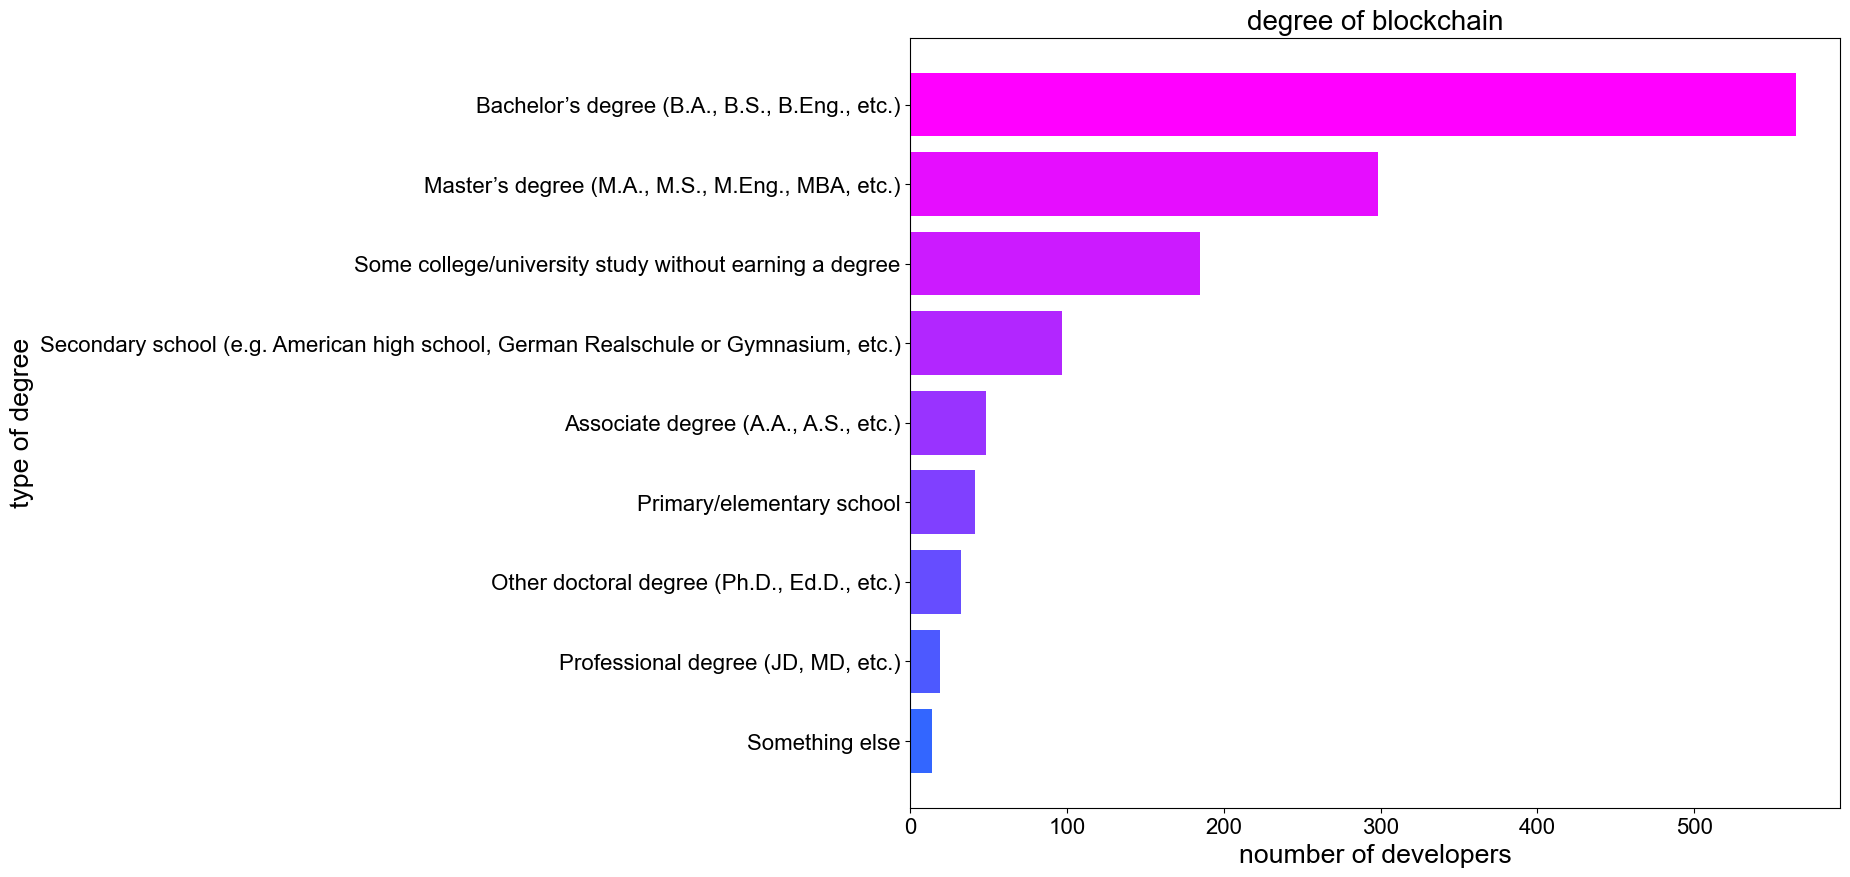 degree of blockchain
type of degree
Bachelor’s degree (B.A., B.S., B.Eng., etc.)
Master’s degree (M.A., M.S., M.Eng., MBA, etc.)
Some college/university study without earning a degree
Secondary school (e.g. American high school, German Realschule or Gymnasium, etc.)
Associate degree (A.A., A.S., etc.)
Primary/elementary school
Other doctoral degree (Ph.D., Ed.D., etc.)
Professional degree (JD, MD, etc.)
Something else
0 100 200 300 400 500
noumber of developers